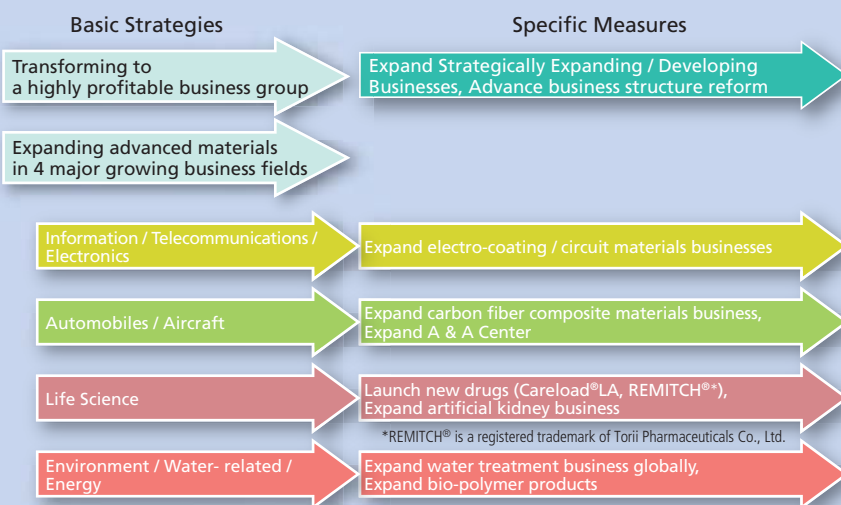 Basic Strategies
Specific Measures
Transforming to
a highly profitable business group
Expand Strategically Expanding / Developing
Businesses, Advance business structure reform
Expanding advanced materials
in 4 major growing business fields
Information / Telecommunications /
Electronics
Expand electro-coating / circuit materials businesses
Automobiles / Aircraft
Expand carbon fiber composite materials business,
Expand A & A Center
Life Science
Launch new drugs (Careload®LA, REMITCH®*),
Expand artificial kidney business
*REMITCH® is a registered trademark of Torii Pharmaceuticals Co., Ltd.
Environment / Water- related /
Energy
Expand water treatment business globally,
Expand bio-polymer products